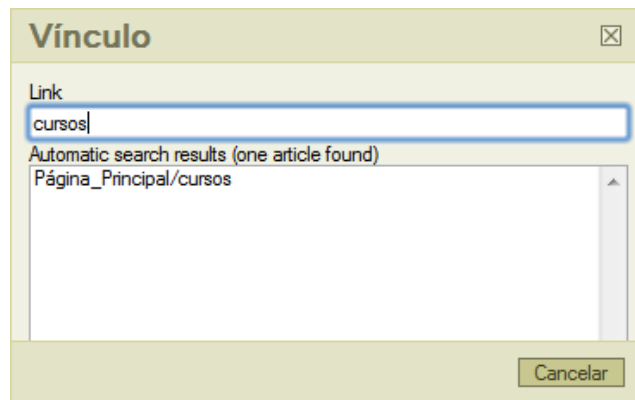 Vínculo
Link
cursos
Automatic search results (one article found)
Página_Principal/cursos
Cancelar